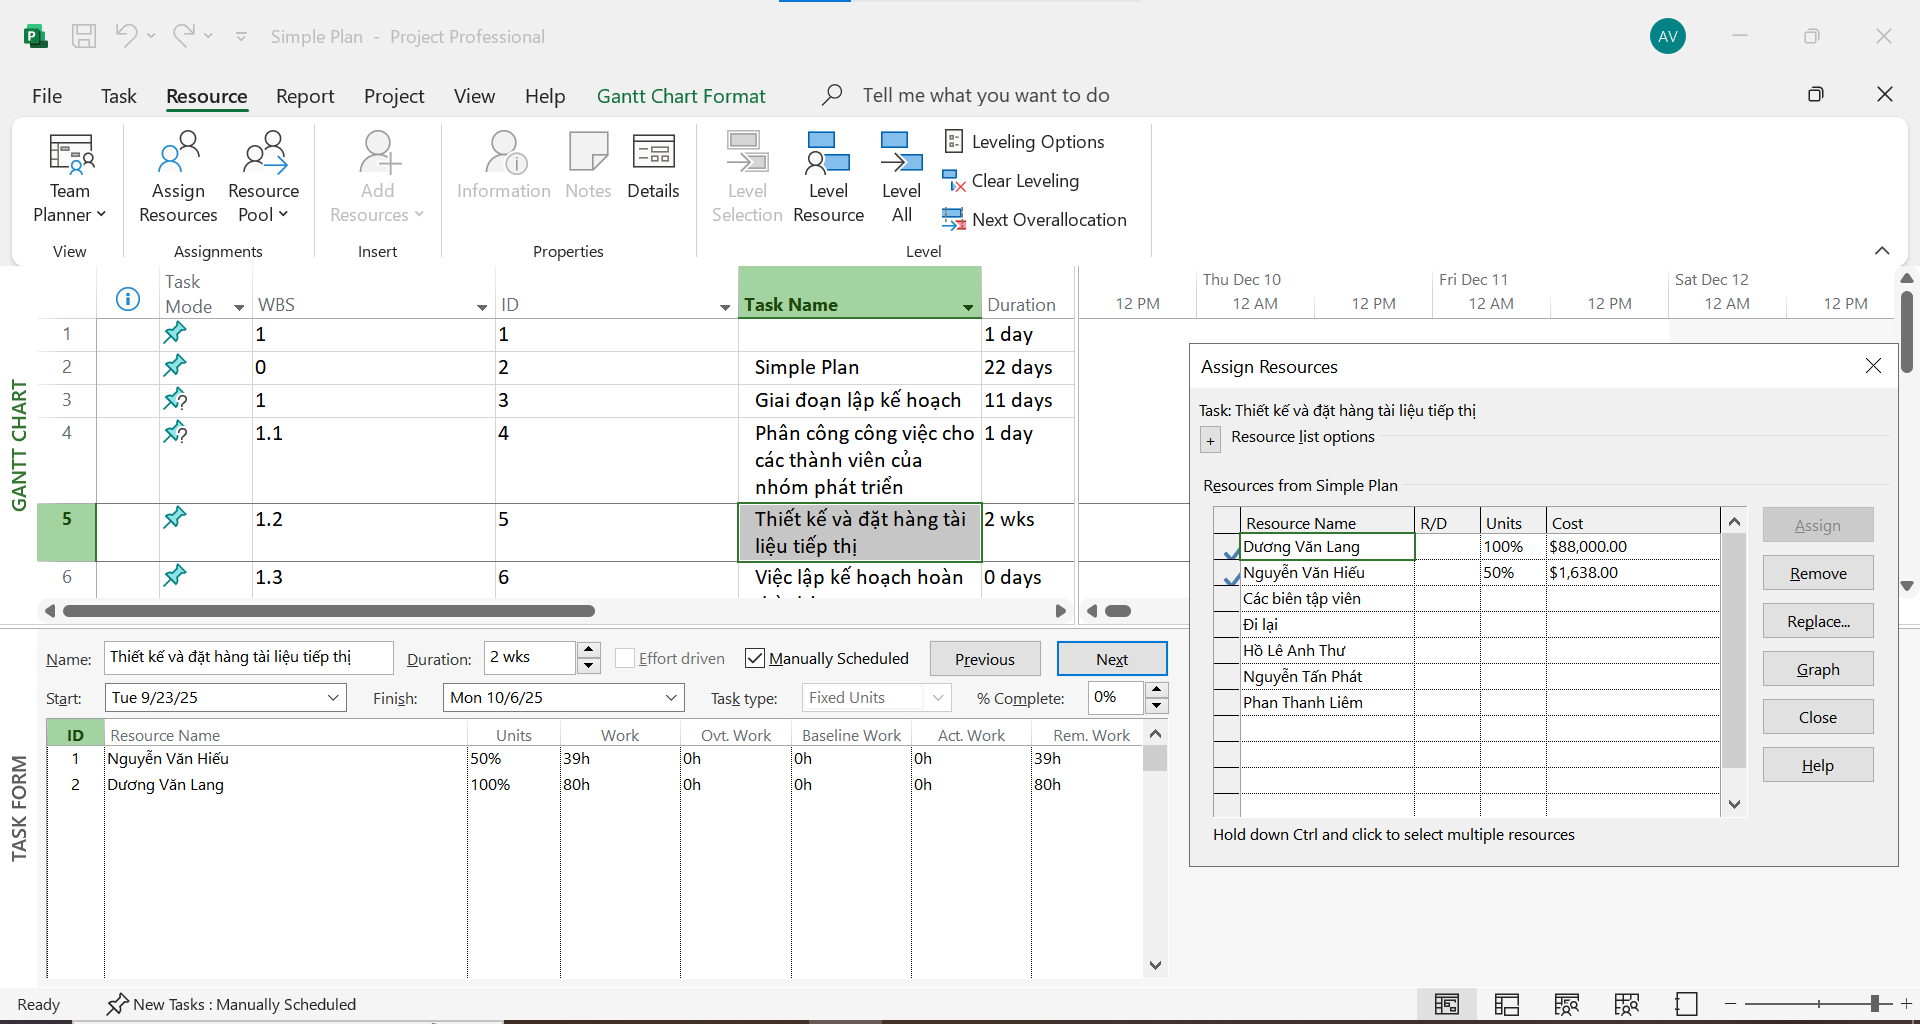 Simple Plan - Project Professional
AV
File Task Resource Report Project View Help Gantt Chart Format Tell me what you want to do
Team Planner
View
Assign Resources
Resource Pool
Assignments
Add Resources
Insert
Information
Notes
Details
Properties
Level Selection
Level Resource
Level All
Leveling Options
Clear Leveling
Next Overallocation
Level
GANTT CHART
Task Mode WBS ID Task Name Duration
1 1 1 1 day
2 0 2 Simple Plan 22 days
3 1 3 Giai đoạn lập kế hoạch 11 days
4 1.1 4 Phân công công việc cho 1 day
các thành viên của
nhóm phát triển
5 1.2 5 Thiết kế và đặt hàng tài 2 wks
liệu tiếp thị
6 1.3 6 Việc lập kế hoạch hoàn 0 days
Thu Dec 10 Fri Dec 11 Sat Dec 12
12 PM 12 AM 12 PM 12 AM 12 PM 12 AM 12 PM
Assign Resources
Task: Thiết kế và đặt hàng tài liệu tiếp thị
+ Resource list options
Resources from Simple Plan
Resource Name R/D Units Cost
Dương Văn Lang 100% $88,000.00
Nguyễn Văn Hiếu 50% $1,638.00
Các biên tập viên
Đi lại
Hồ Lê Anh Thư
Nguyễn Tấn Phát
Phan Thanh Liêm
Assign
Remove
Replace...
Graph
Close
Help
Hold down Ctrl and click to select multiple resources
TASK FORM
Name: Thiết kế và đặt hàng tài liệu tiếp thị Duration: 2 wks Effort driven Manually Scheduled Previous Next
Start: Tue 9/23/25 Finish: Mon 10/6/25 Task type: Fixed Units % Complete: 0%
ID Resource Name Units Work Ovt. Work Baseline Work Act. Work Rem. Work
1 Nguyễn Văn Hiếu 50% 39h 0h 0h 0h 39h
2 Dương Văn Lang 100% 80h 0h 0h 0h 80h
Ready New Tasks : Manually Scheduled